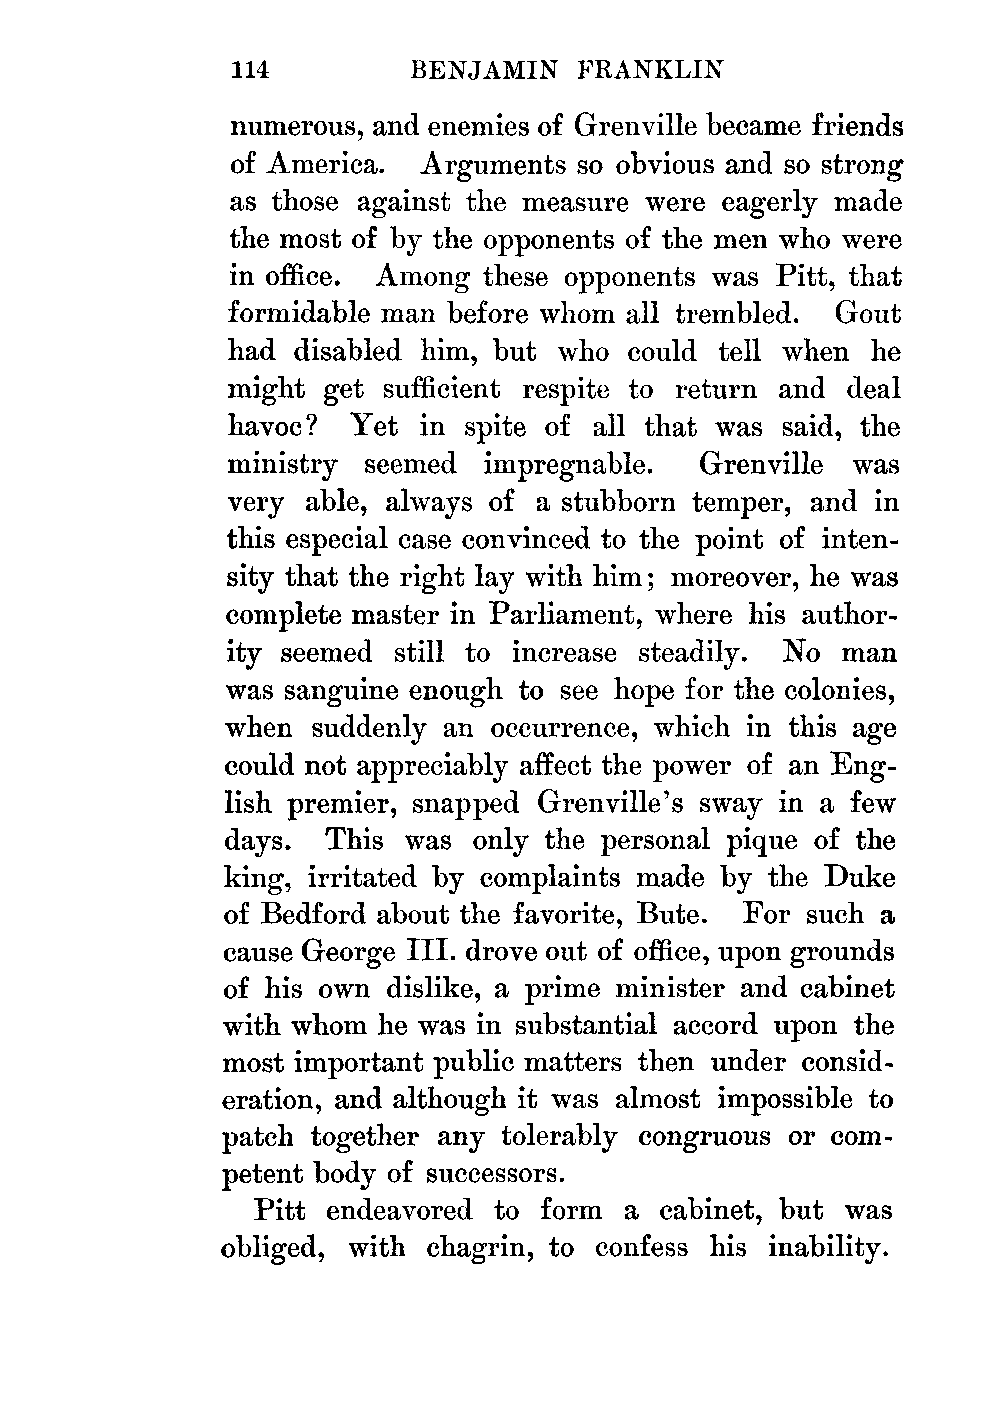 114 BENJAMIN FRANKLIN
numerous, and enemies of Grenville became friends
of America. Arguments so obvious and so strong
as those against the measure were eagerly made
the most of by the opponents of the men who were
in office. Among these opponents was Pitt, that
formidable man before whom all trembled. Gout
had disabled him, but who could tell when he
might get sufficient respite to return and deal
havoc? Yet in spite of all that was said, the
ministry seemed impregnable. Grenville was
very able, always of a stubborn temper, and in
this especial case convinced to the point of inten-
sity that the right lay with him; moreover, he was
complete master in Parliament, where his author-
ity seemed still to increase steadily. No man
was sanguine enough to see hope for the colonies,
when suddenly an occurrence, which in this age
could not appreciably affect the power of an Eng-
lish premier, snapped Grenville's sway in a few
days. This was only the personal pique of the
king, irritated by complaints made by the Duke
of Bedford about the favorite, Bute. For such a
cause George III. drove out of office, upon grounds
of his own dislike, a prime minister and cabinet
with whom he was in substantial accord upon the
most important public matters then under consid-
eration, and although it was almost impossible to
patch together any tolerably congruous or com-
petent body of successors.
Pitt endeavored to form a cabinet, but was
obliged, with chagrin, to confess his inability.